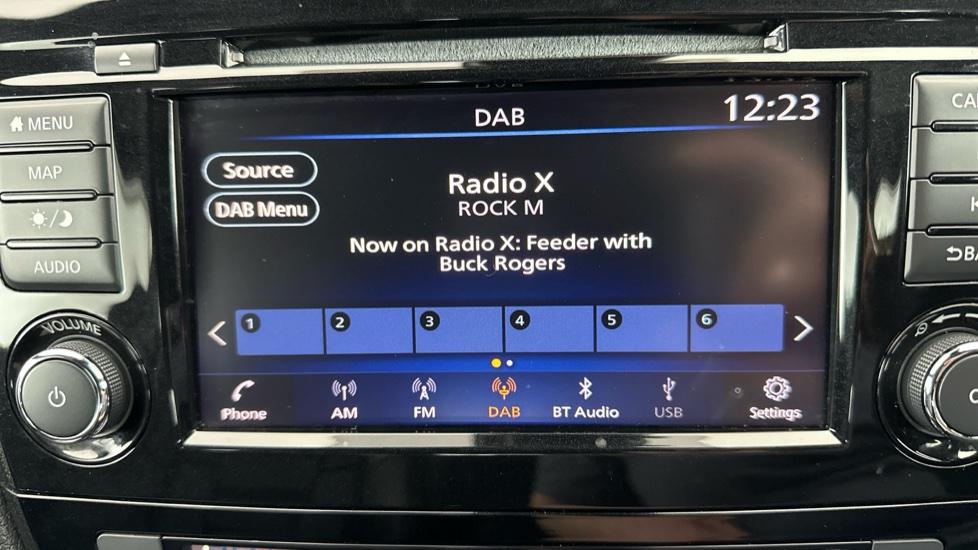 DAB
12:23
MENU
MAP
AUDIO
VOLUME
Source
DAB Menu
Radio X
ROCK M
Now on Radio X: Feeder with
Buck Rogers
1 2 3 4 5 6
Phone AM FM DAB BT Audio USB Settings